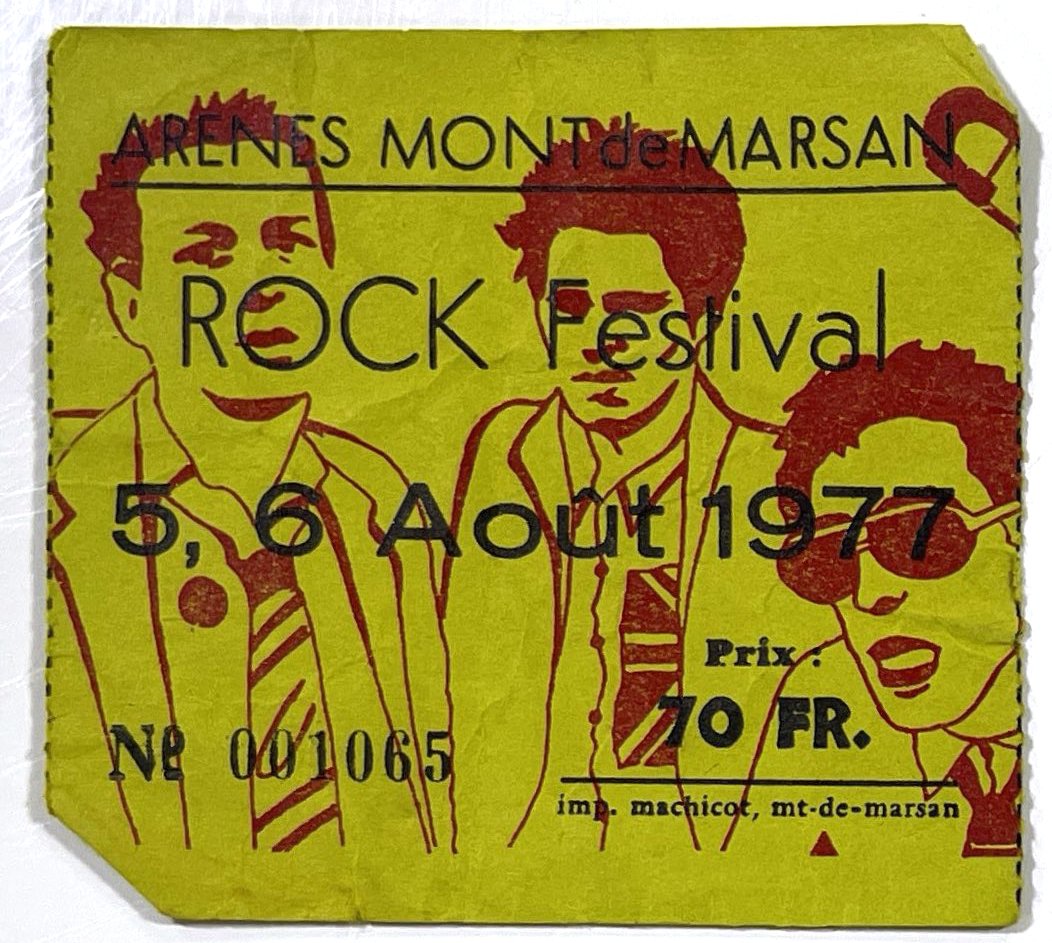 ARENES MONT de MARSAN
ROCK Festival
5, 6 Août 1977
Prix :
70 FR.
Nº 001065
imp. machicot, mt-de-marsan